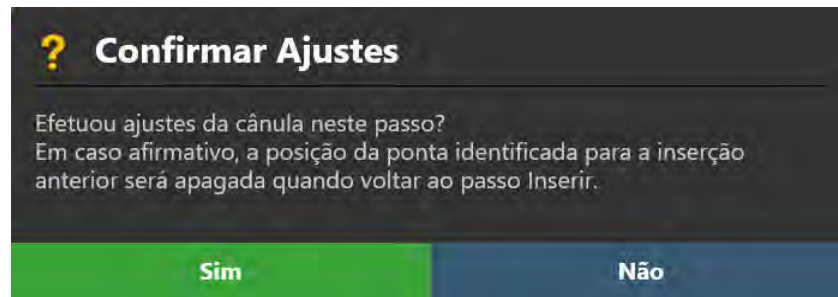 ? Confirmar Ajustes
Efetuou ajustes da cânula neste passo?
Em caso afirmativo, a posição da ponta identificada para a inserção
anterior será apagada quando voltar ao passo Inserir.
Sim Não